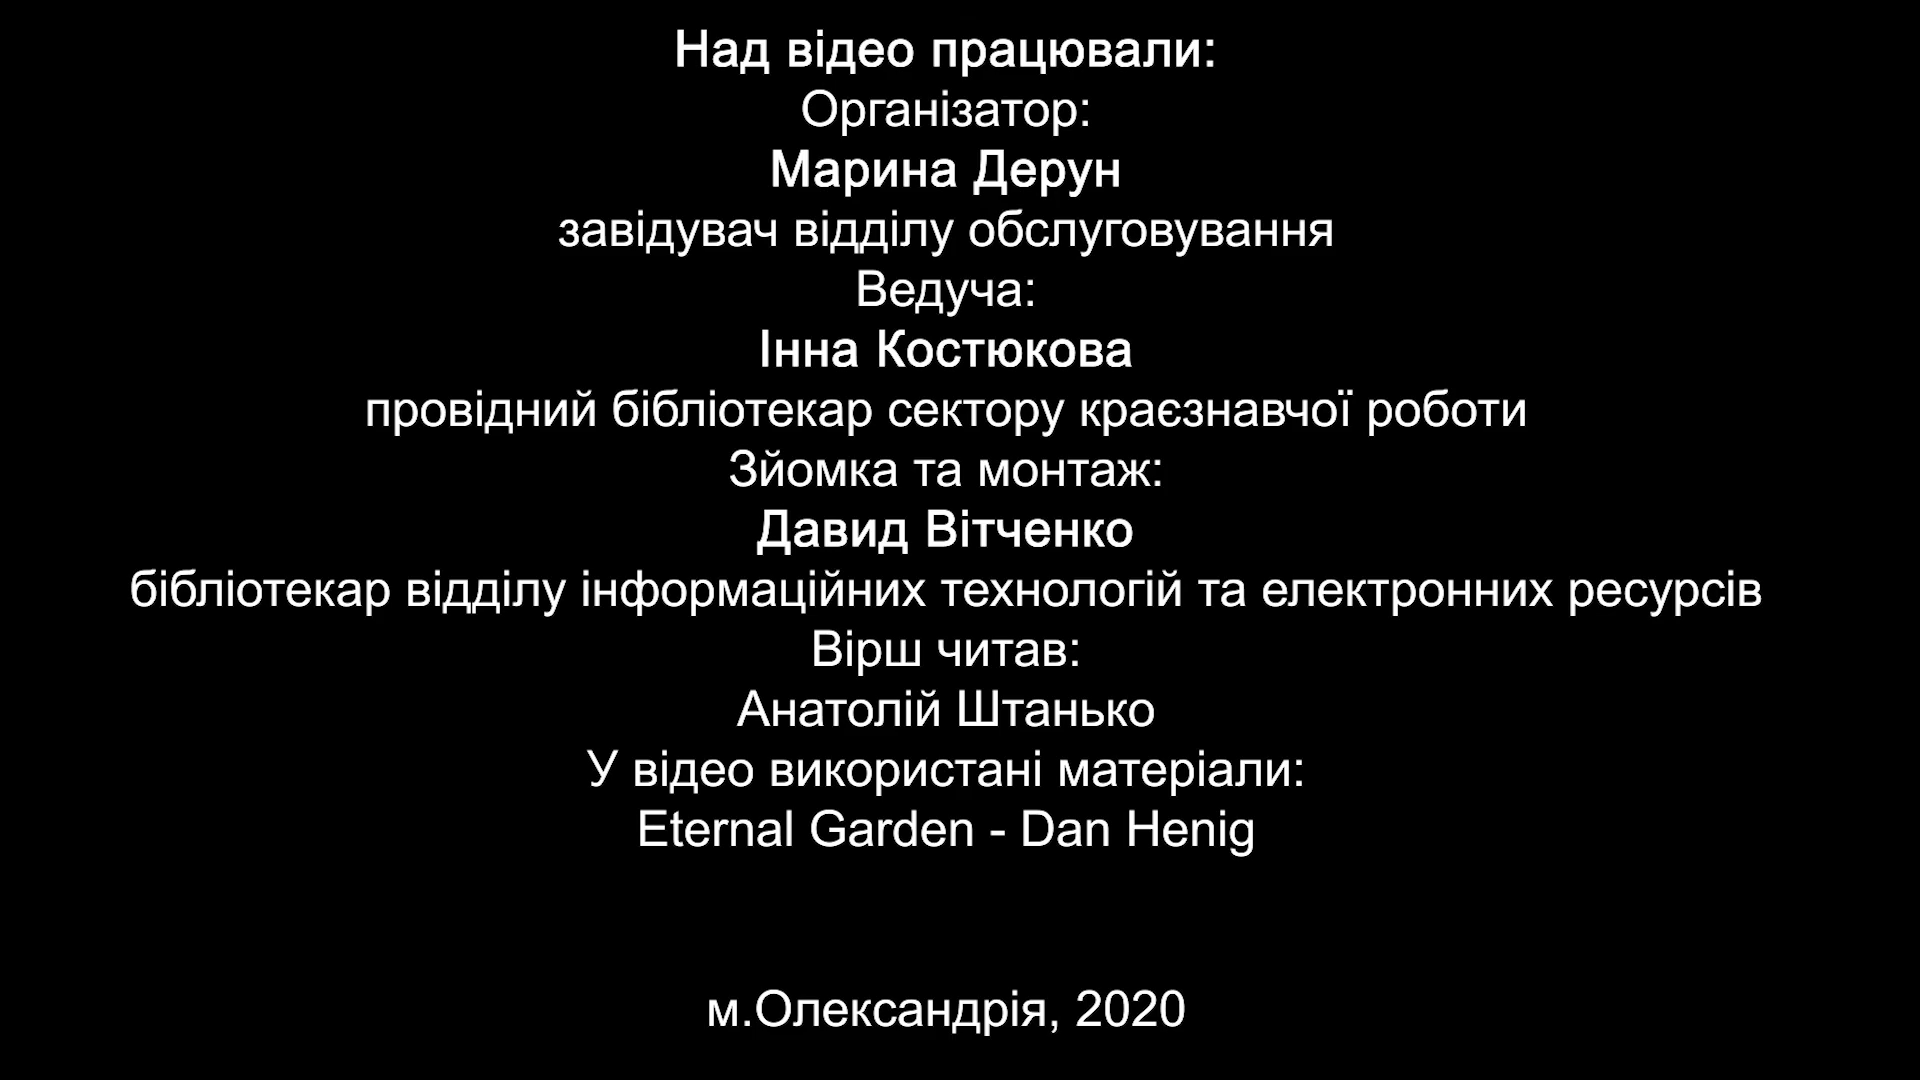 Над відео працювали:
Організатор:
Марина Дерун
завідувач відділу обслуговування
Ведуча:
Інна Костюкова
провідний бібліотекар сектору краєзнавчої роботи
Зйомка та монтаж:
Давид Вітченко
бібліотекар відділу інформаційних технологій та електронних ресурсів
Вірш читав:
Анатолій Штанько
У відео використані матеріали:
Eternal Garden - Dan Henig
м.Олександрія, 2020